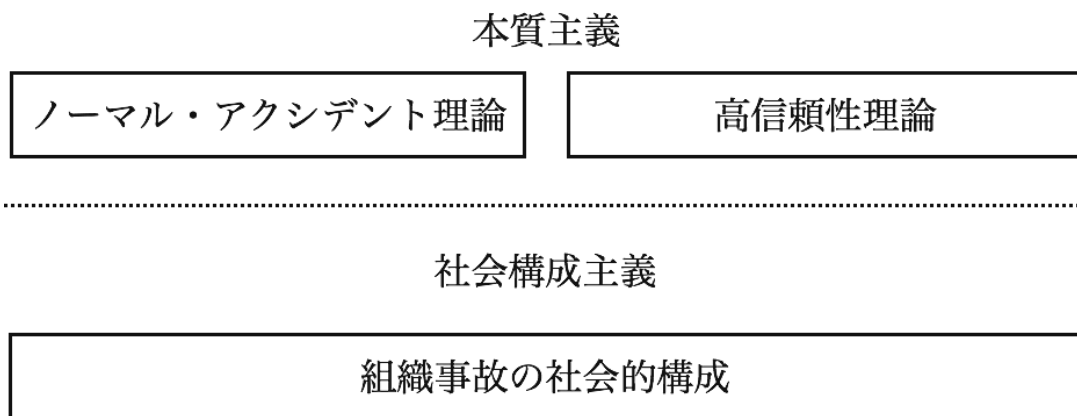 本質主義
ノーマル・アクシデント理論
高信頼性理論
社会構成主義
組織事故の社会的構成